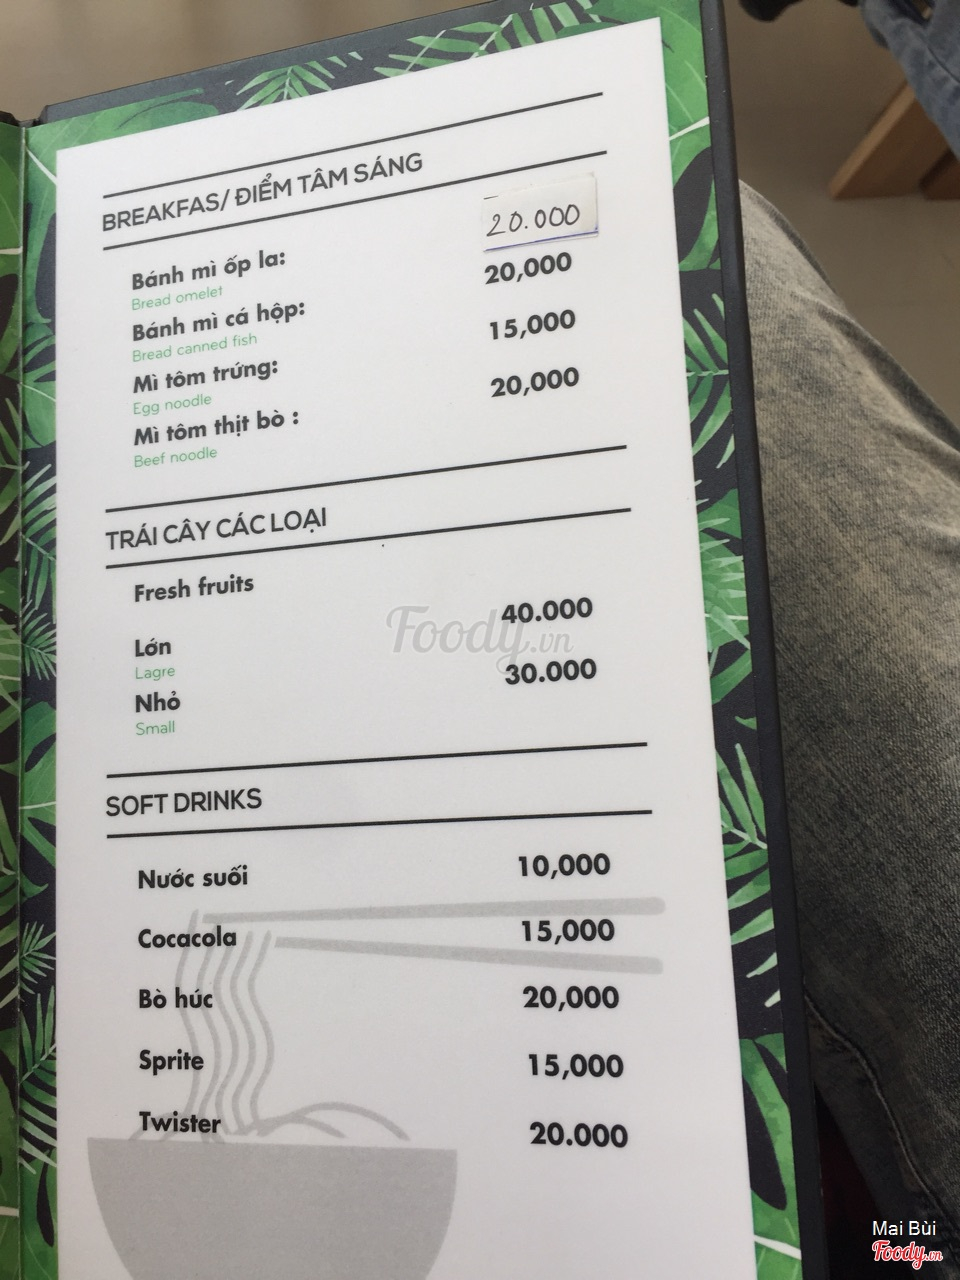 BREAKFAS/ ĐIỂM TÂM SÁNG
20.000
Bánh mì ốp la:
Bread omelet
20,000
Bánh mì cá hộp:
Bread canned fish
15,000
Mì tôm trứng:
Egg noodle
20,000
Mì tôm thịt bò :
Beef noodle
TRÁI CÂY CÁC LOẠI
Fresh fruits
40.000
Lớn
Lagre
30.000
Nhỏ
Small
Foody.vn
SOFT DRINKS
Nước suối 10,000
Cocacola 15,000
Bò húc 20,000
Sprite 15,000
Twister 20.000
Mai Bùi
Foody.vn